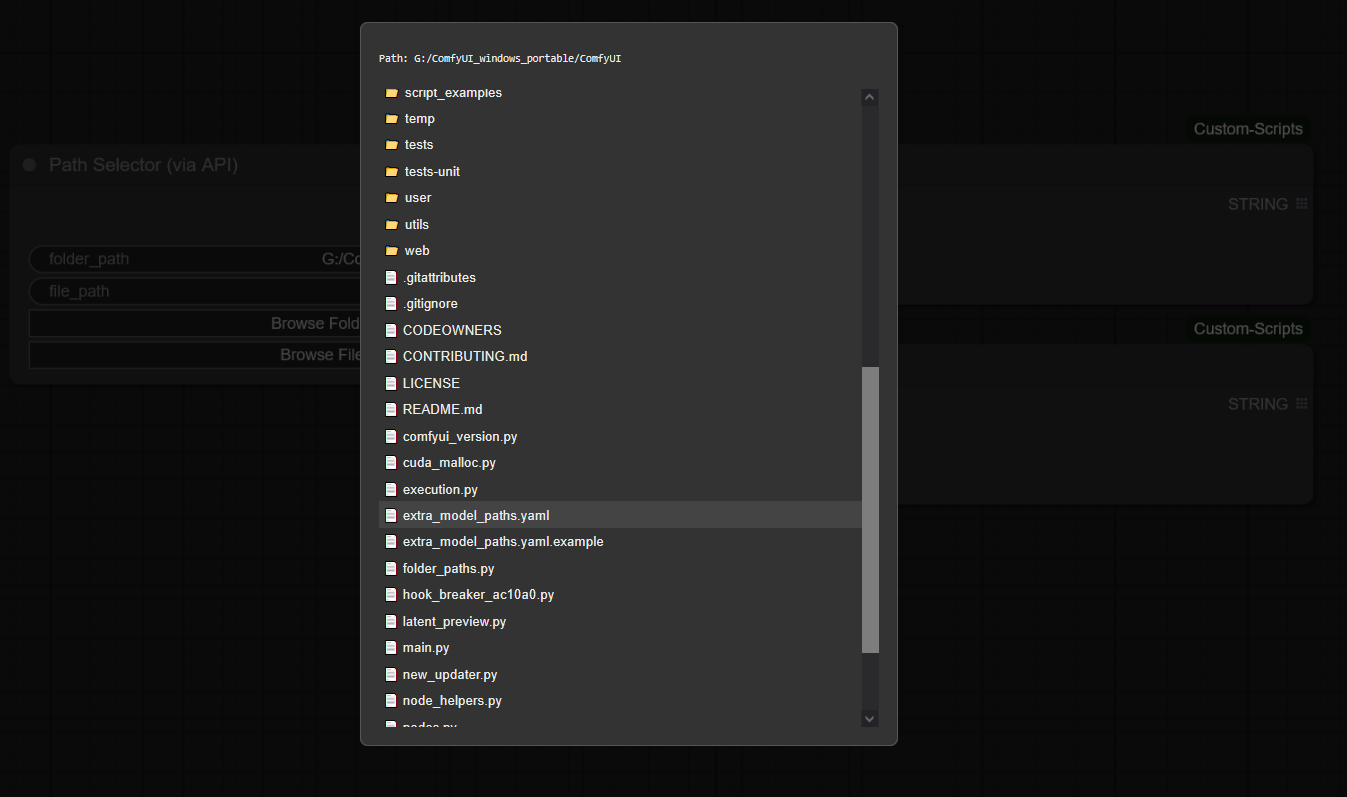 Path: G:/ComfyUI_windows_portable/ComfyUI
script_examples
temp
tests
tests-unit
user
utils
web
.gitattributes
.gitignore
CODEOWNERS
CONTRIBUTING.md
LICENSE
README.md
comfyui_version.py
cuda_malloc.py
execution.py
extra_model_paths.yaml
extra_model_paths.yaml.example
folder_paths.py
hook_breaker_ac10a0.py
latent_preview.py
main.py
new_updater.py
node_helpers.py
nodes.py
Path Selector (via API)
folder_path G:/Co
file_path
Browse Fold
Browse File
Custom-Scripts
STRING
Custom-Scripts
STRING